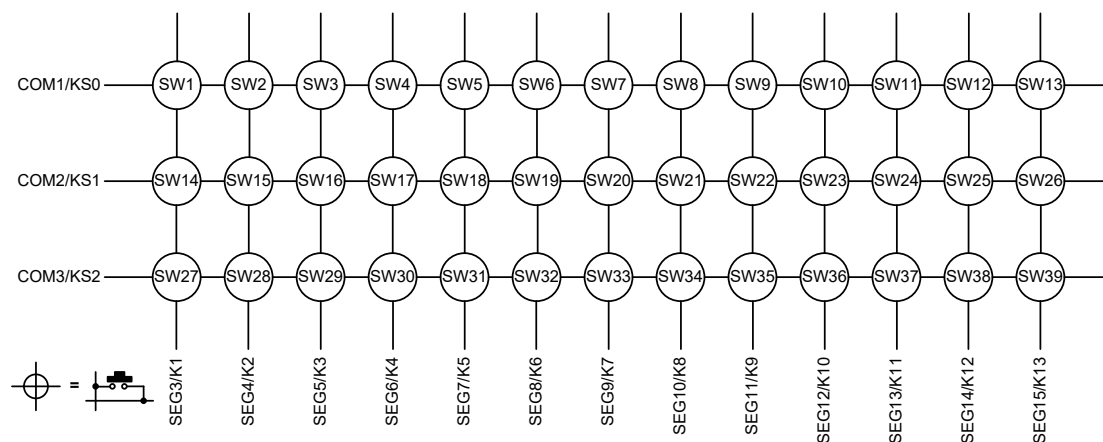 COM1/KS0 SW1 SW2 SW3 SW4 SW5 SW6 SW7 SW8 SW9 SW10 SW11 SW12 SW13
COM2/KS1 SW14 SW15 SW16 SW17 SW18 SW19 SW20 SW21 SW22 SW23 SW24 SW25 SW26
COM3/KS2 SW27 SW28 SW29 SW30 SW31 SW32 SW33 SW34 SW35 SW36 SW37 SW38 SW39
=
SEG3/K1
SEG4/K2
SEG5/K3
SEG6/K4
SEG7/K5
SEG8/K6
SEG9/K7
SEG10/K8
SEG11/K9
SEG12/K10
SEG13/K11
SEG14/K12
SEG15/K13